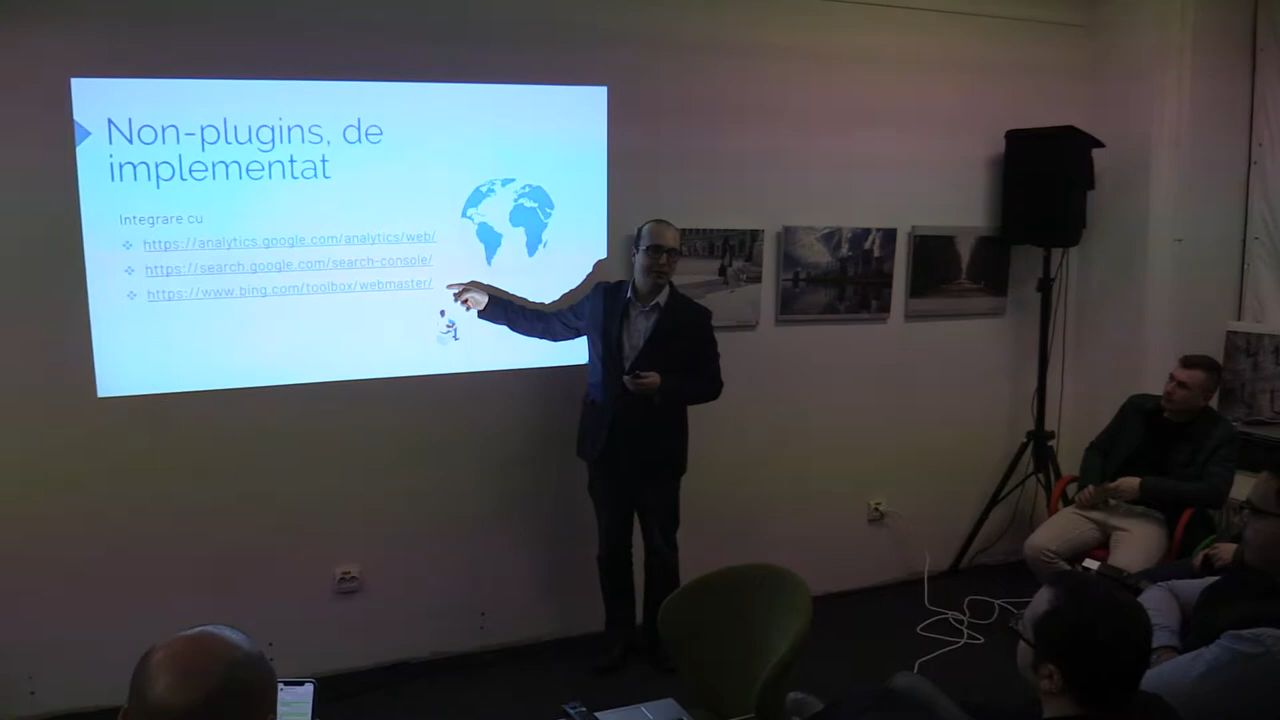 Non-plugins, de
implementat
Integrare cu
https://analytics.google.com/analytics/web/
https://search.google.com/search-console/
https://www.bing.com/toolbox/webmaster/